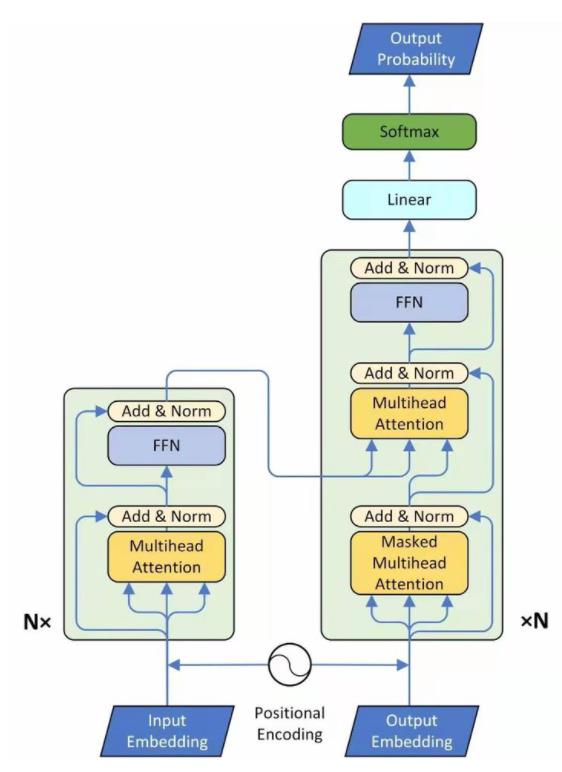 Output
Probability
Softmax
Linear
Add & Norm
FFN
Add & Norm
Multihead
Attention
Add & Norm
Masked
Multihead
Attention
×N
Add & Norm
FFN
Add & Norm
Multihead
Attention
N×
Positional
Encoding
Input
Embedding
Output
Embedding